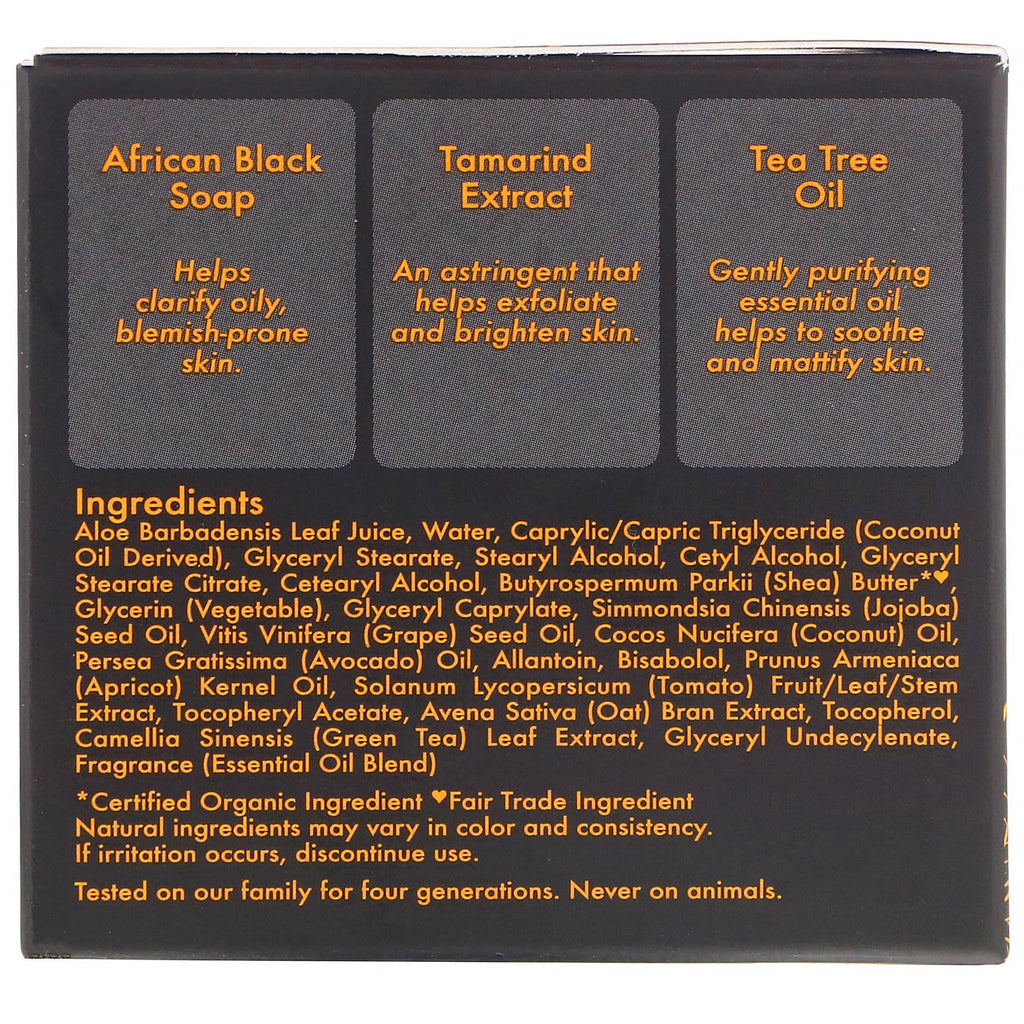 African Black
Soap
Helps
clarify oily,
blemish-prone
skin.
Tamarind
Extract
An astringent that
helps exfoliate
and brighten skin.
Tea Tree
Oil
Gently purifying
essential oil
helps to soothe
and mattify skin.
Ingredients
Aloe Barbadensis Leaf Juice, Water, Caprylic/Capric Triglyceride (Coconut
Oil Derived), Glyceryl Stearate, Stearyl Alcohol, Cetyl Alcohol, Glyceryl
Stearate Citrate, Cetearyl Alcohol, Butyrospermum Parkii (Shea) Butter*♥,
Glycerin (Vegetable), Glyceryl Caprylate, Simmondsia Chinensis (Jojoba)
Seed Oil, Vitis Vinifera (Grape) Seed Oil, Cocos Nucifera (Coconut) Oil,
Persea Gratissima (Avocado) Oil, Allantoin, Bisabolol, Prunus Armeniaca
(Apricot) Kernel Oil, Solanum Lycopersicum (Tomato) Fruit/Leaf/Stem
Extract, Tocopheryl Acetate, Avena Sativa (Oat) Bran Extract, Tocopherol,
Camellia Sinensis (Green Tea) Leaf Extract, Glyceryl Undecylenate,
Fragrance (Essential Oil Blend)
*Certified Organic Ingredient ♥Fair Trade Ingredient
Natural ingredients may vary in color and consistency.
If irritation occurs, discontinue use.
Tested on our family for four generations. Never on animals.